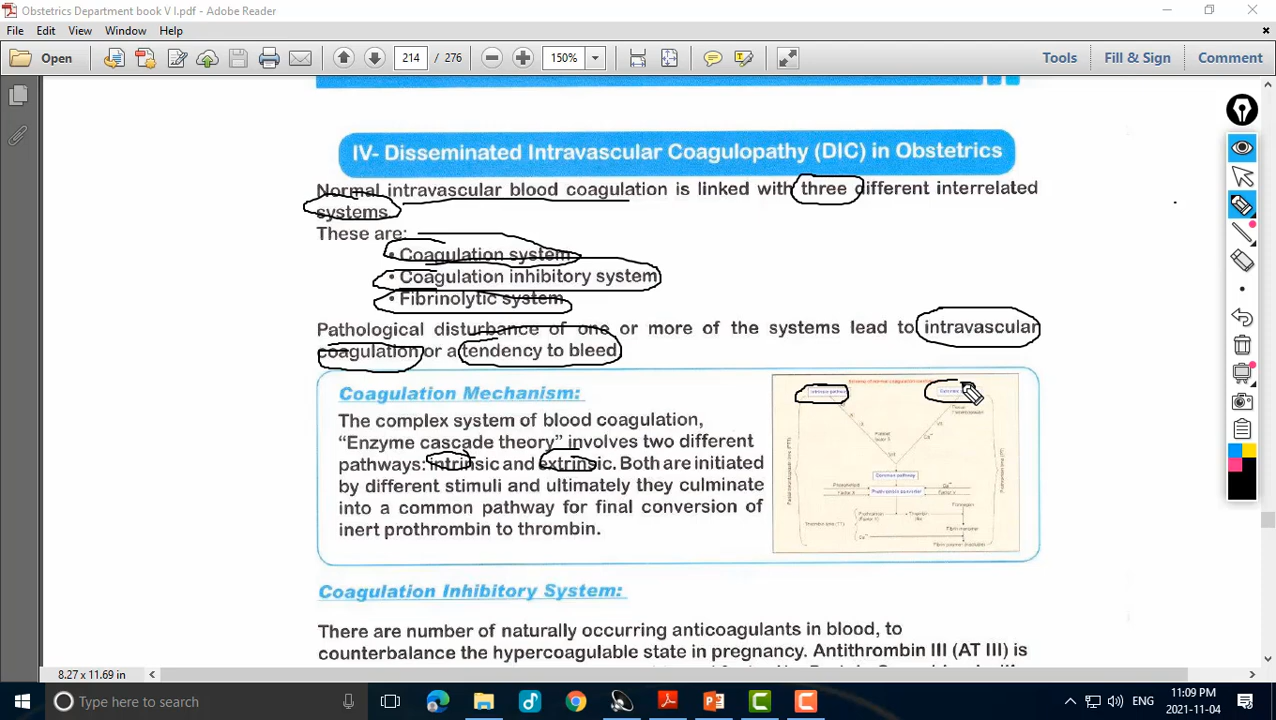 Obstetrics Department book V I.pdf - Adobe Reader
File Edit View Window Help
Open
214 / 276
150%
Tools Fill & Sign Comment
IV- Disseminated Intravascular Coagulopathy (DIC) in Obstetrics
Normal intravascular blood coagulation is linked with three different interrelated
systems.
These are:
• Coagulation system
• Coagulation inhibitory system
• Fibrinolytic system
Pathological disturbance of one or more of the systems lead to intravascular
coagulation or a tendency to bleed
Coagulation Mechanism:
The complex system of blood coagulation,
“Enzyme cascade theory” involves two different
pathways: intrinsic and extrinsic. Both are initiated
by different stimuli and ultimately they culminate
into a common pathway for final conversion of
inert prothrombin to thrombin.
Common pathway
Prothrombin
Thrombin
Fibrinogen
Coagulation Inhibitory System:
There are number of naturally occurring anticoagulants in blood, to
counterbalance the hypercoagulable state in pregnancy. Antithrombin III (AT III) is
8.27 x 11.69 in
Type here to search
ENG
11:09 PM
2021-11-04